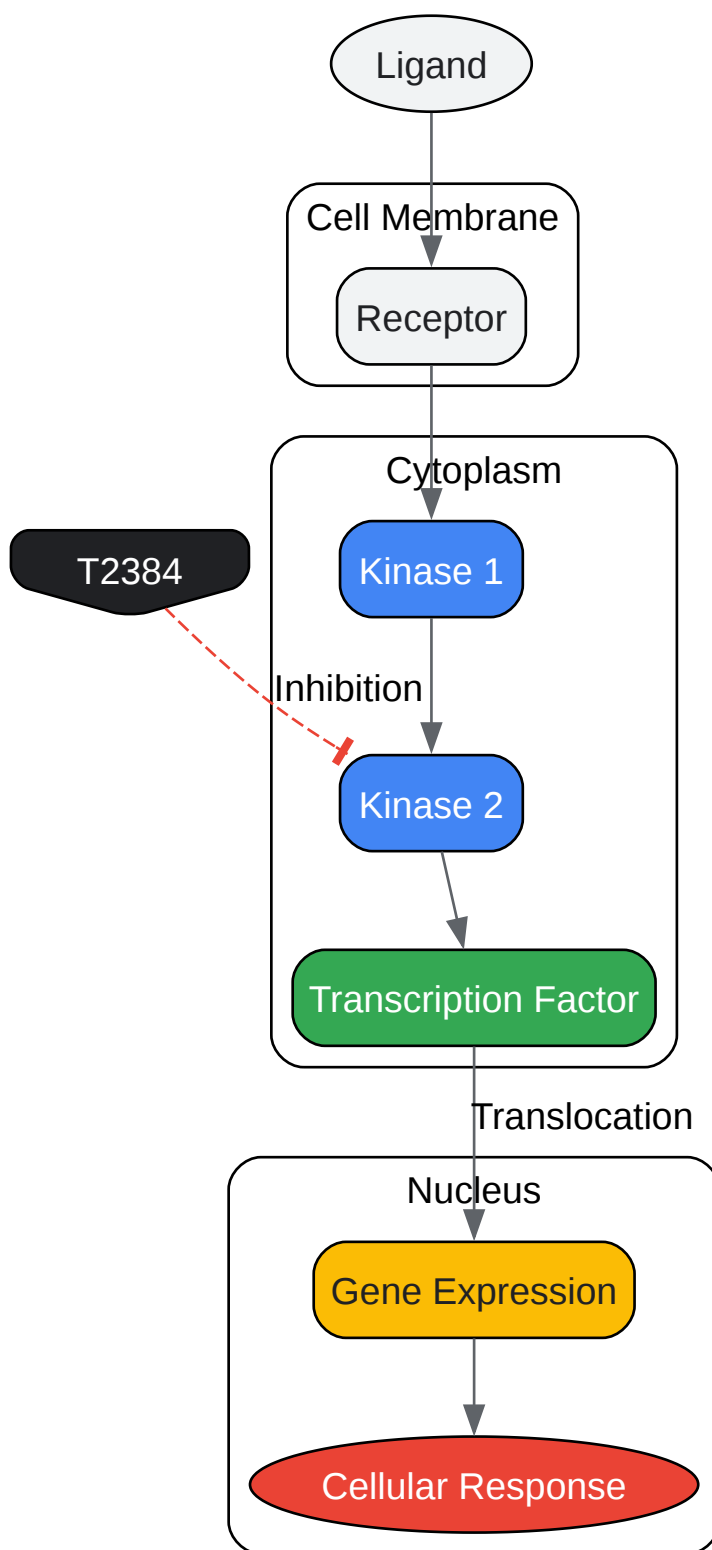 Ligand
Cell Membrane
Receptor
Cytoplasm
Kinase 1
T2384
Inhibition
Kinase 2
Transcription Factor
Translocation
Nucleus
Gene Expression
Cellular Response